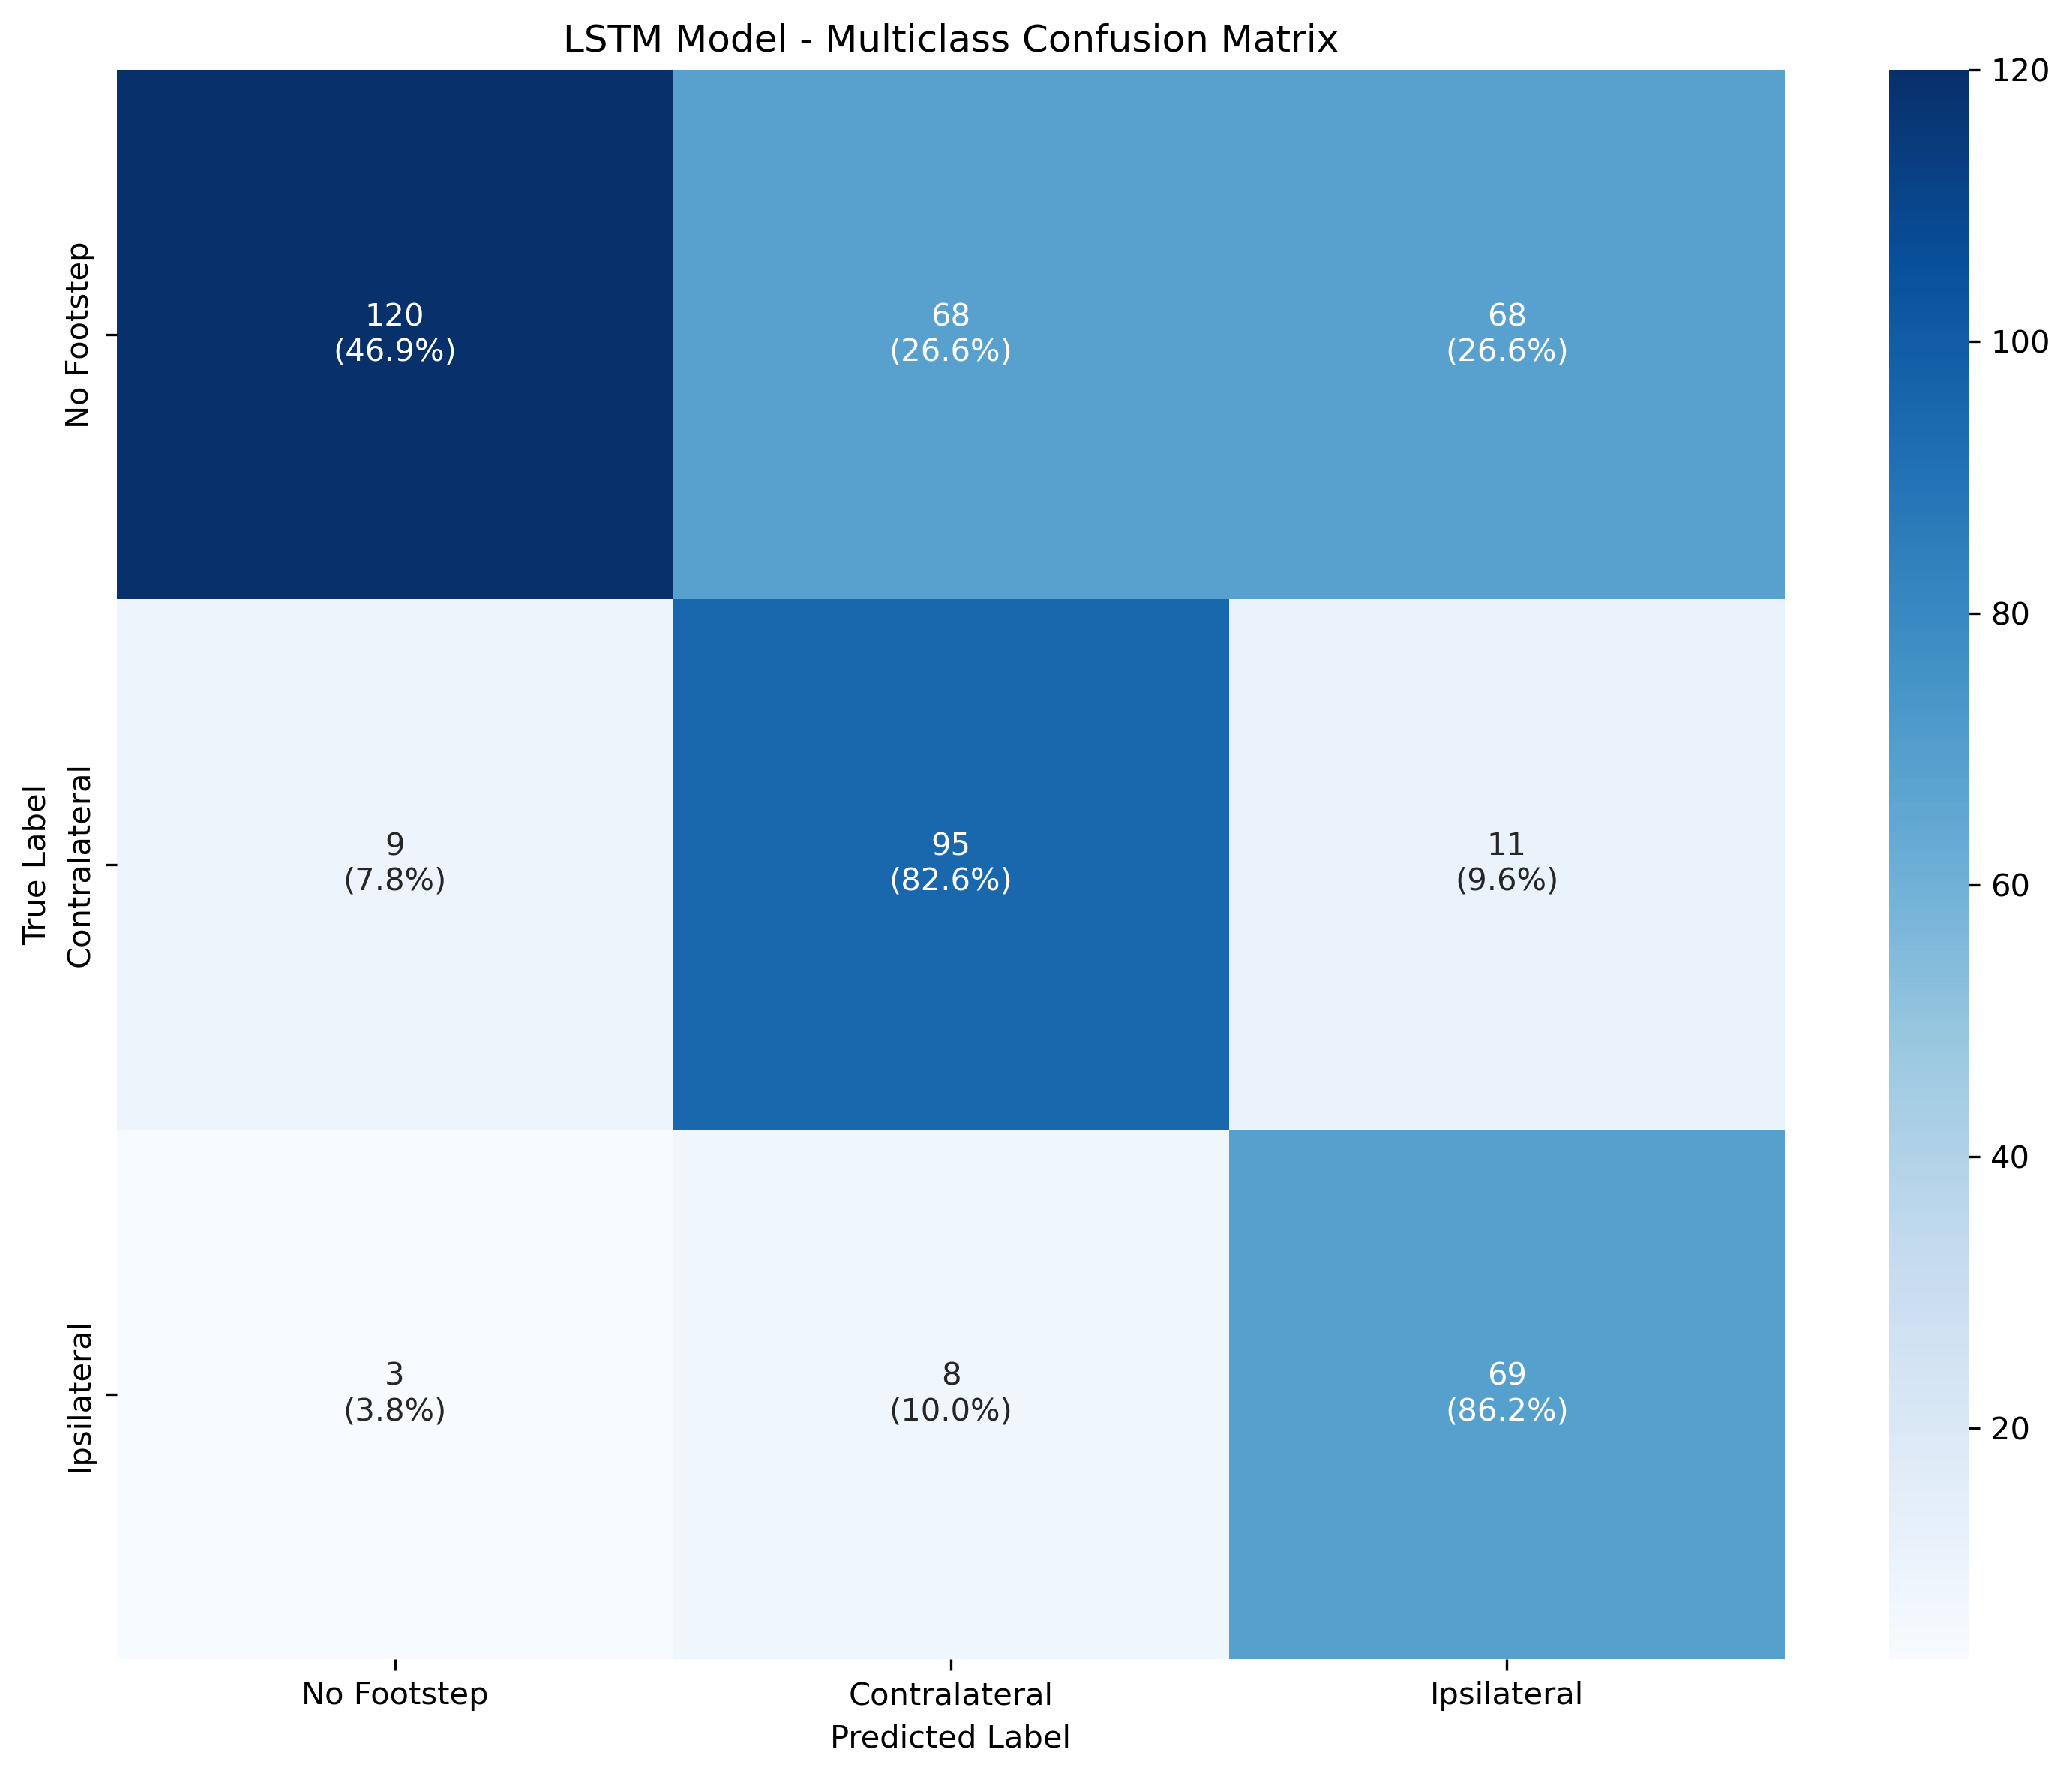 LSTM Model - Multiclass Confusion Matrix
120
No Footstep
120
(46.9%)
68
(26.6%)
68
(26.6%)
100
80
True Label
Contralateral
9
(7.8%)
95
(82.6%)
11
(9.6%)
60
40
Ipsilateral
3
(3.8%)
8
(10.0%)
69
(86.2%)
20
No Footstep
Contralateral
Ipsilateral
Predicted Label